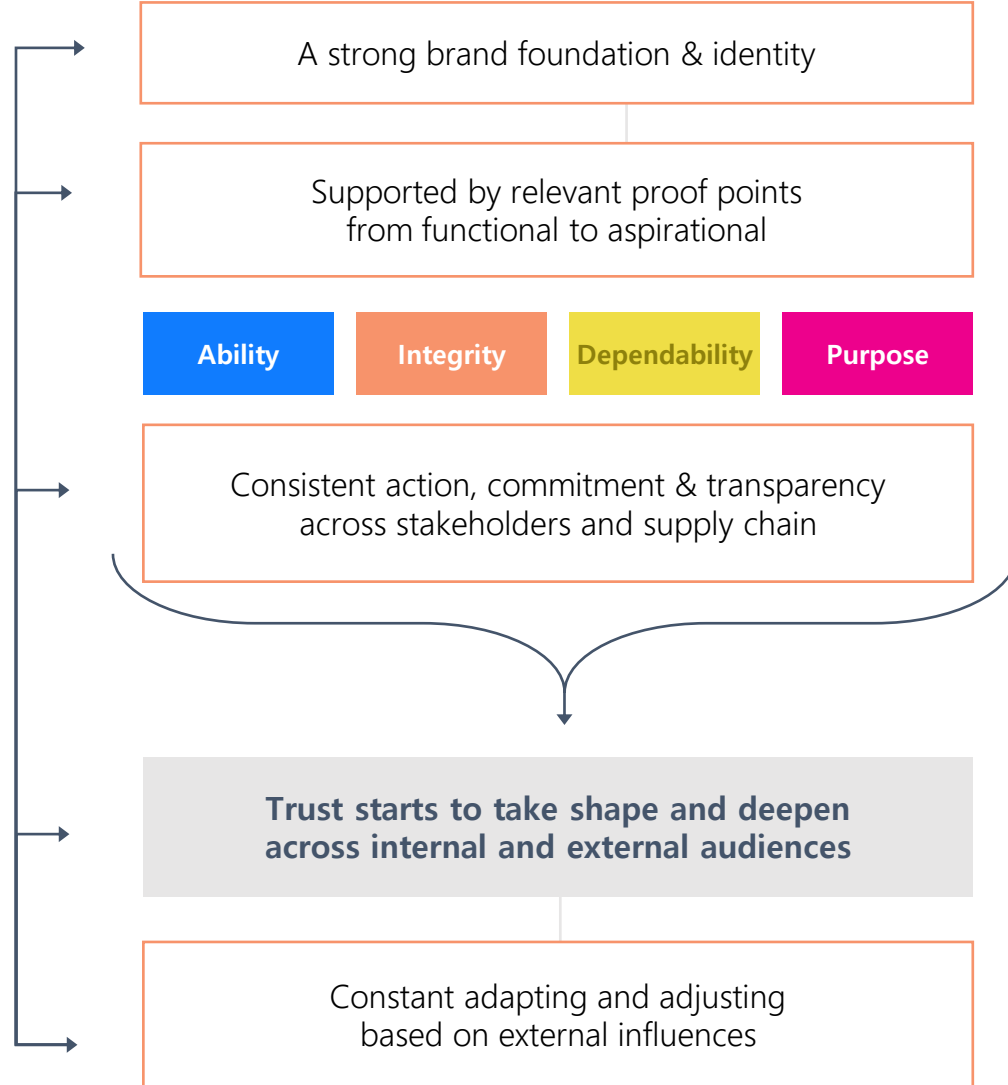 A strong brand foundation & identity
Supported by relevant proof points
from functional to aspirational
Ability
Integrity
Dependability
Purpose
Consistent action, commitment & transparency
across stakeholders and supply chain
Trust starts to take shape and deepen
across internal and external audiences
Constant adapting and adjusting
based on external influences